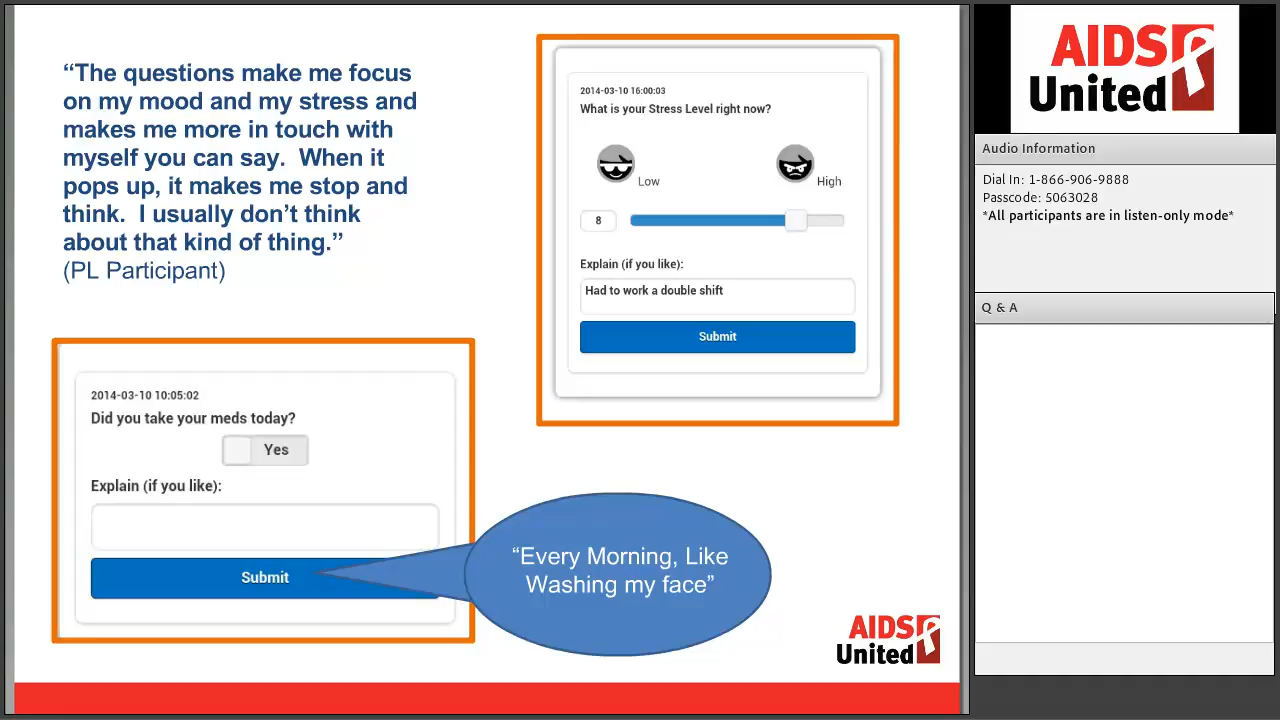 “The questions make me focus
on my mood and my stress and
makes me more in touch with
myself you can say.  When it
pops up, it makes me stop and
think.  I usually don’t think
about that kind of thing.”
(PL Participant)
2014-03-10 16:00:03
What is your Stress Level right now?
Low
High
8
Explain (if you like):
Had to work a double shift
Submit
2014-03-10 10:05:02
Did you take your meds today?
Yes
Explain (if you like):
Submit
“Every Morning, Like
Washing my face”
AIDS
United
AIDS
United
Audio Information
Dial In: 1-866-906-9888
Passcode: 5063028
*All participants are in listen-only mode*
Q & A